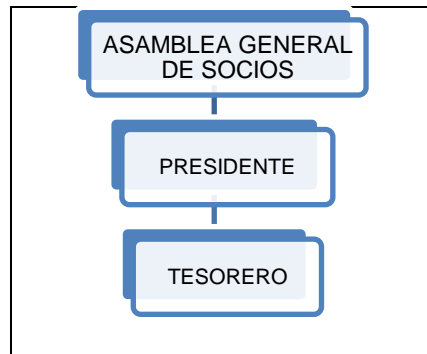 ASAMBLEA GENERAL
DE SOCIOS
PRESIDENTE
TESORERO